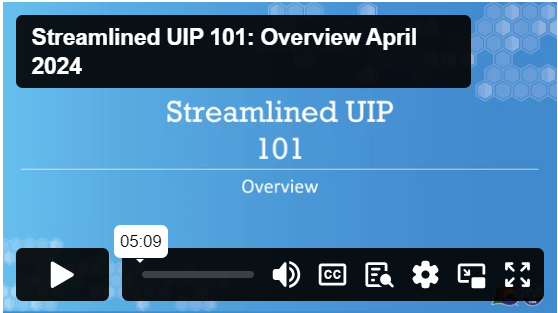 Streamlined UIP 101: Overview April
2024
Streamlined UIP
101
Overview
05:09
CC